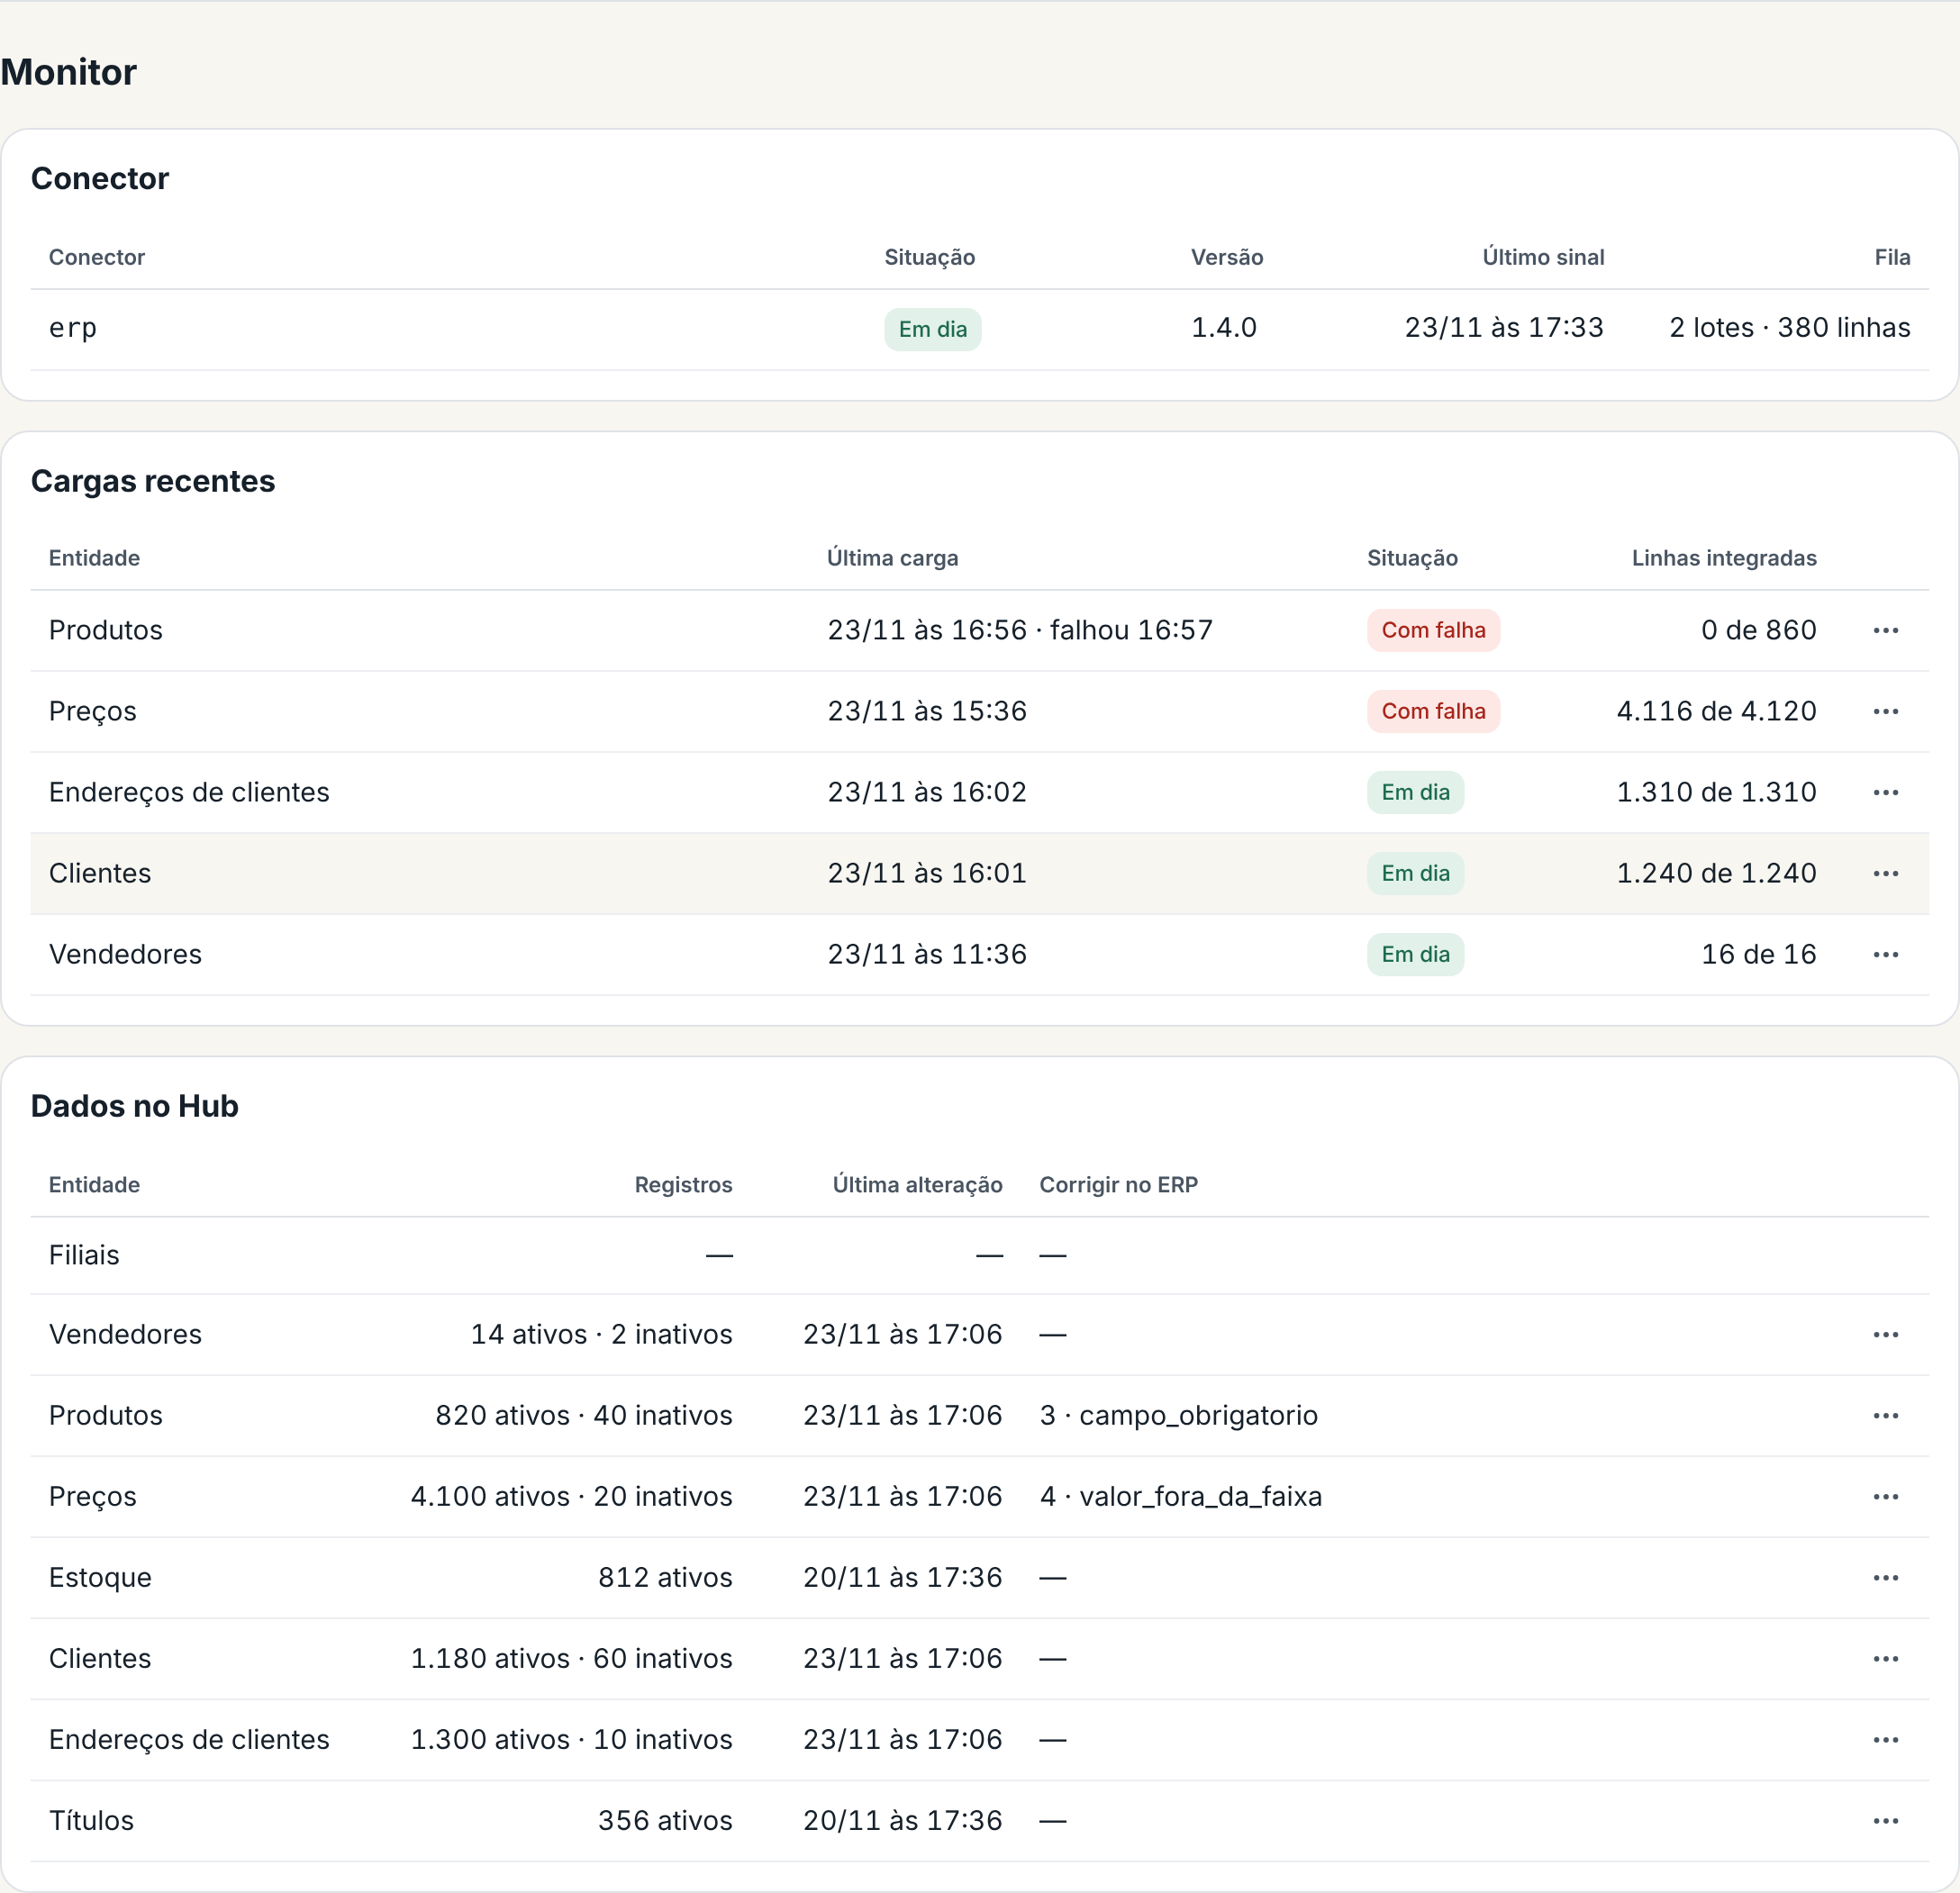 Monitor
Conector
Conector Situação Versão Último sinal Fila
erp Em dia 1.4.0 23/11 às 17:33 2 lotes · 380 linhas
Cargas recentes
Entidade Última carga Situação Linhas integradas
Produtos 23/11 às 16:56 · falhou 16:57 Com falha 0 de 860
Preços 23/11 às 15:36 Com falha 4.116 de 4.120
Endereços de clientes 23/11 às 16:02 Em dia 1.310 de 1.310
Clientes 23/11 às 16:01 Em dia 1.240 de 1.240
Vendedores 23/11 às 11:36 Em dia 16 de 16
Dados no Hub
Entidade Registros Última alteração Corrigir no ERP
Filiais — — —
Vendedores 14 ativos · 2 inativos 23/11 às 17:06 —
Produtos 820 ativos · 40 inativos 23/11 às 17:06 3 · campo_obrigatorio
Preços 4.100 ativos · 20 inativos 23/11 às 17:06 4 · valor_fora_da_faixa
Estoque 812 ativos 20/11 às 17:36 —
Clientes 1.180 ativos · 60 inativos 23/11 às 17:06 —
Endereços de clientes 1.300 ativos · 10 inativos 23/11 às 17:06 —
Títulos 356 ativos 20/11 às 17:36 —